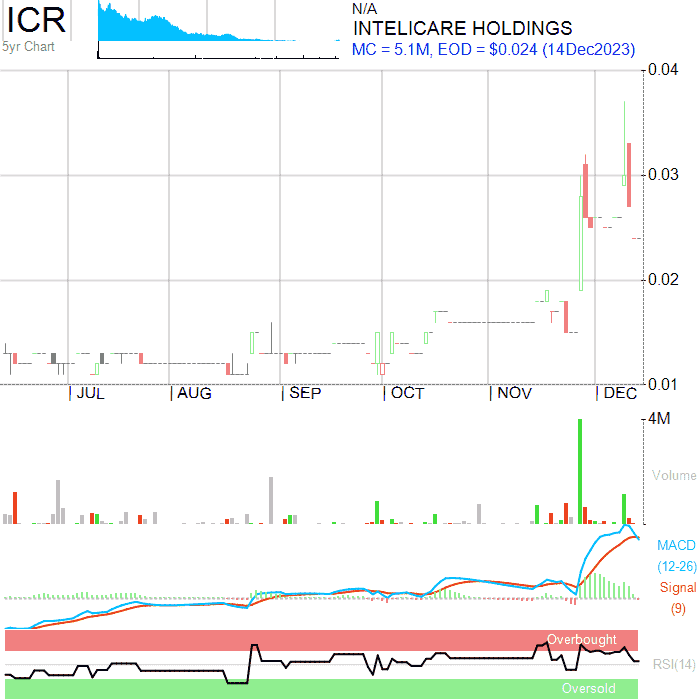 ICR
5yr Chart
N/A
INTELICARE HOLDINGS
MC = 5.1M, EOD = $0.024 (14Dec2023)
0.04
0.03
0.02
0.01
JUL AUG SEP OCT NOV DEC
4M
Volume
MACD
(12-26)
Signal
(9)
Overbought
RSI(14)
Oversold